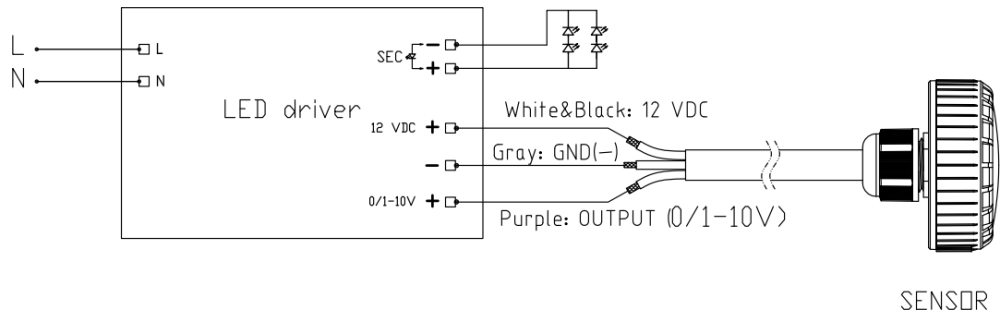 L
L
N
N
SEC
−
+
LED driver
White&Black: 12 VDC
12 VDC +
Gray: GND(−)
−
0/1-10V +
Purple: OUTPUT (0/1-10V)
SENSOR